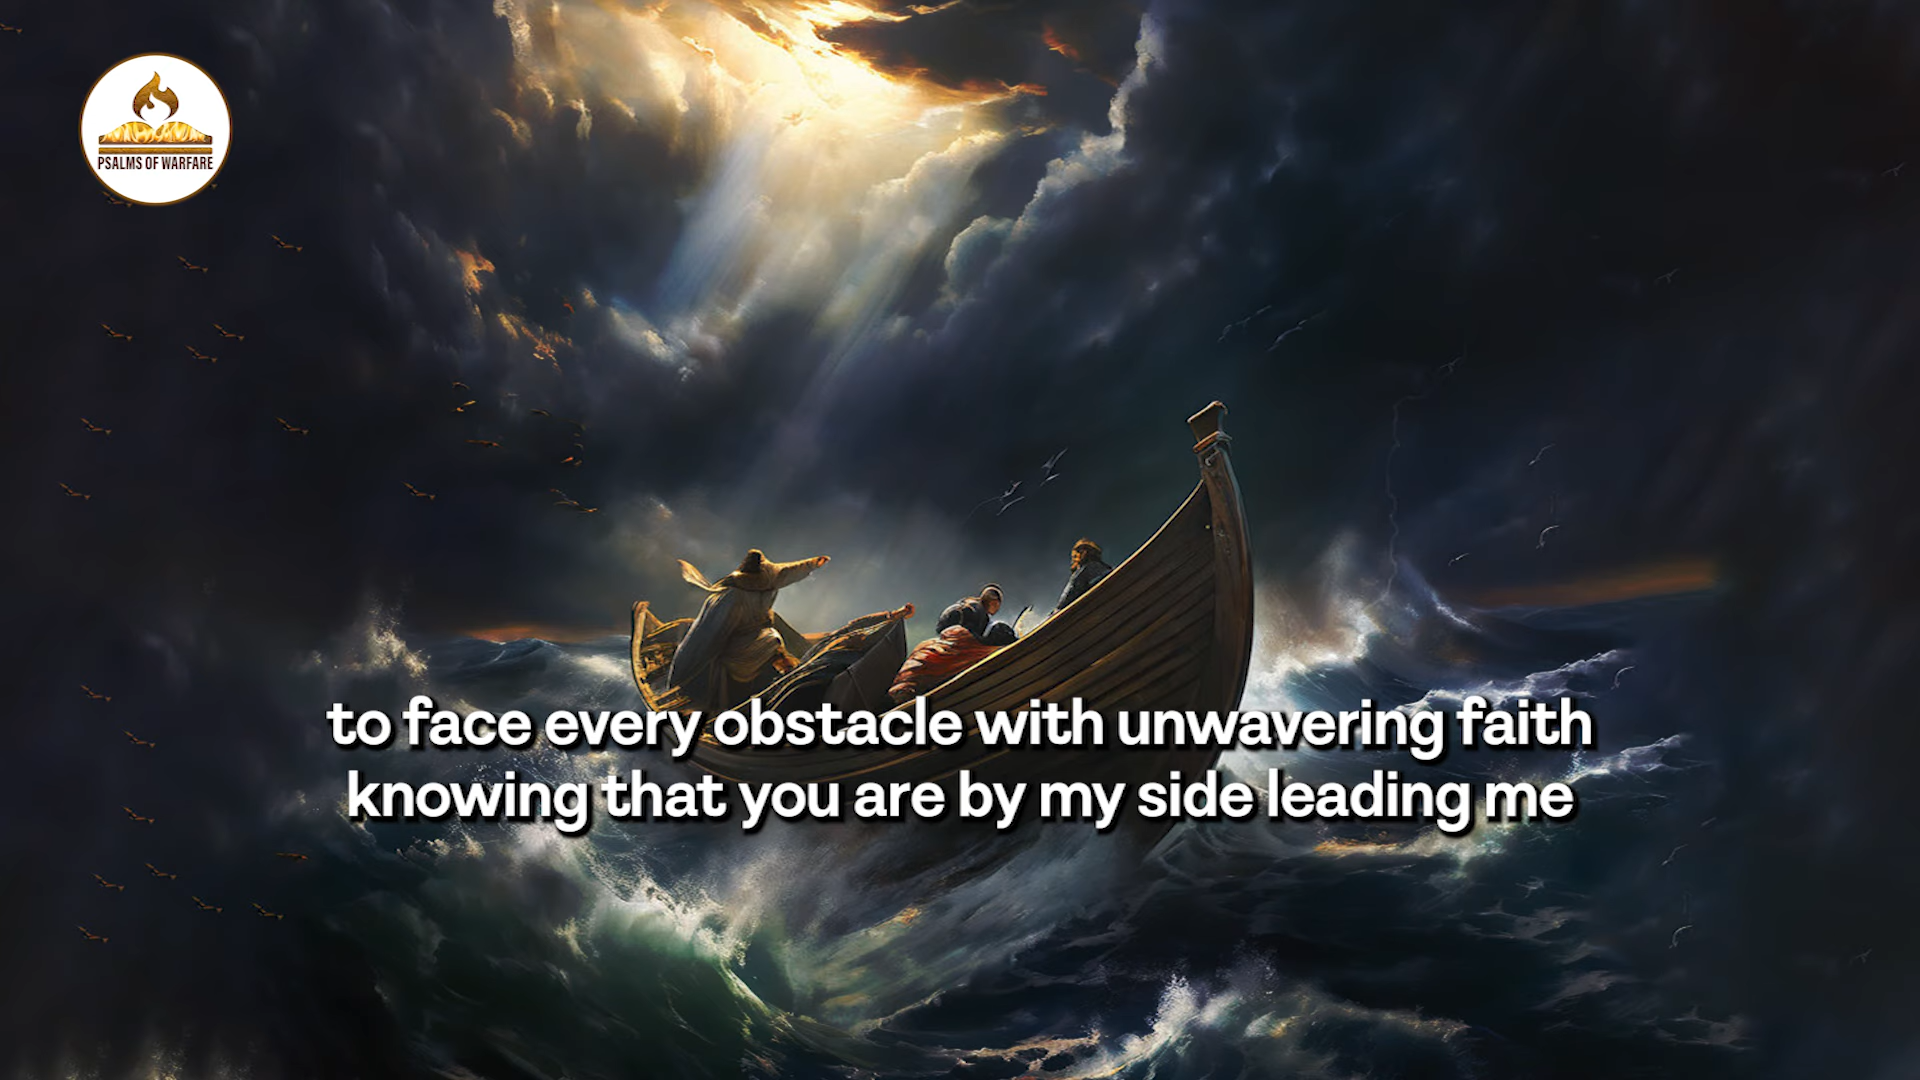 PSALMS OF WARFARE
to face every obstacle with unwavering faith
knowing that you are by my side leading me